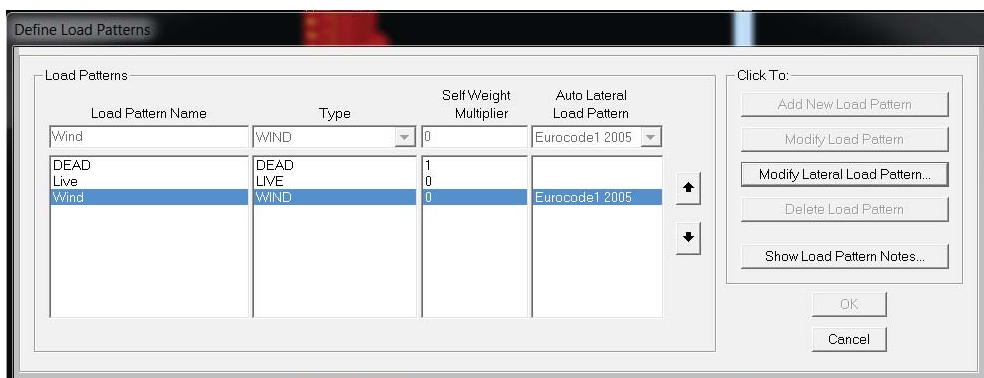 Define Load Patterns
Load Patterns
Load Pattern Name
Type
Self Weight
Multiplier
Auto Lateral
Load Pattern
Wind WIND 0 Eurocode1 2005
DEAD DEAD 1
Live LIVE 0
Wind WIND 0 Eurocode1 2005
Click To:
Add New Load Pattern
Modify Load Pattern
Modify Lateral Load Pattern...
Delete Load Pattern
Show Load Pattern Notes...
OK
Cancel